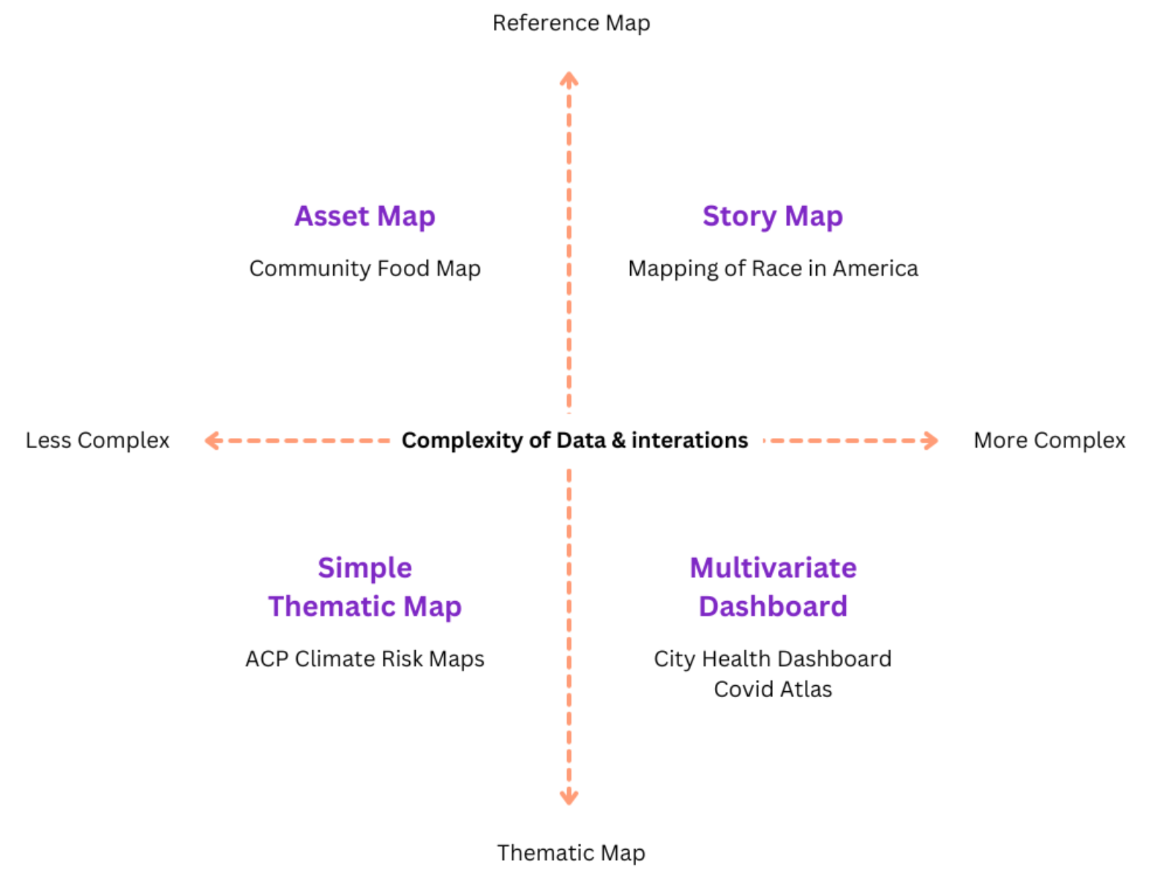 Reference Map
Asset Map
Community Food Map
Story Map
Mapping of Race in America
Less Complex
Complexity of Data & interations
More Complex
Simple
Thematic Map
ACP Climate Risk Maps
Multivariate
Dashboard
City Health Dashboard
Covid Atlas
Thematic Map